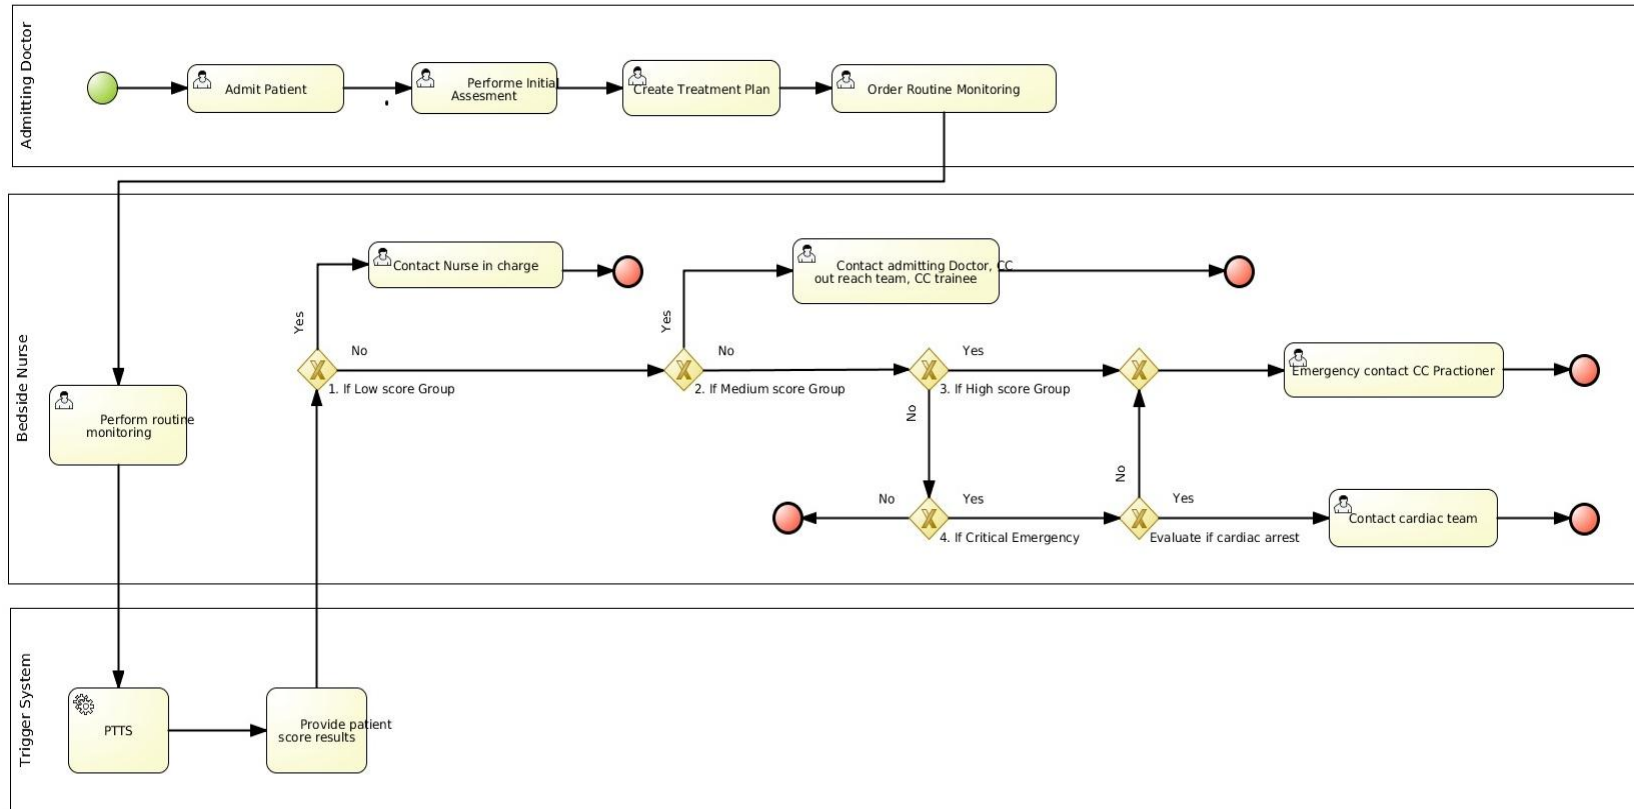 Admitting Doctor
Admit Patient
Performe Initial
Assesment
Create Treatment Plan
Order Routine Monitoring
Bedside Nurse
Contact Nurse in charge
Contact admitting Doctor, CC
out reach team, CC trainee
Yes
Yes
No
1. If Low score Group
No
2. If Medium score Group
Yes
3. If High score Group
Emergency contact CC Practioner
Perform routine
monitoring
No
No
No
Yes
4. If Critical Emergency
Yes
Evaluate if cardiac arrest
Contact cardiac team
Trigger System
PTTS
Provide patient
score results